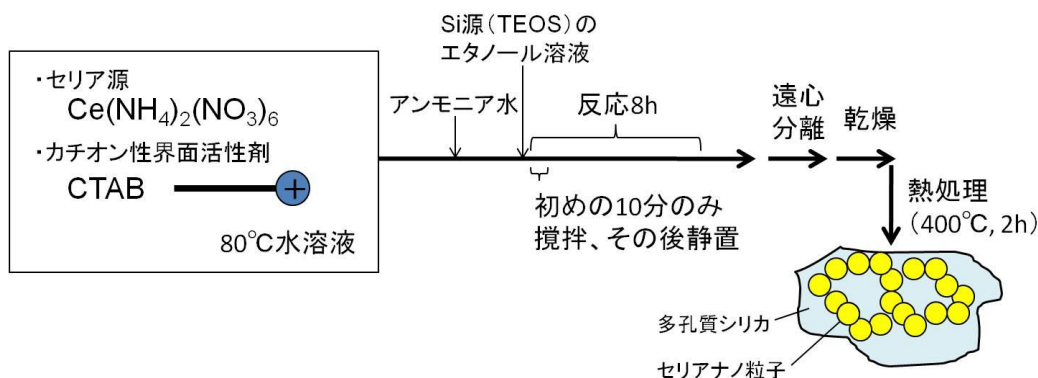 ・セリア源
Ce(NH4)2(NO3)6
・カチオン性界面活性剤
CTAB
+
80℃水溶液
アンモニア水
Si源(TEOS)の
エタノール溶液
反応8h
初めの10分のみ
撹拌、その後静置
遠心
分離
乾燥
熱処理
(400℃, 2h)
多孔質シリカ
セリアナノ粒子